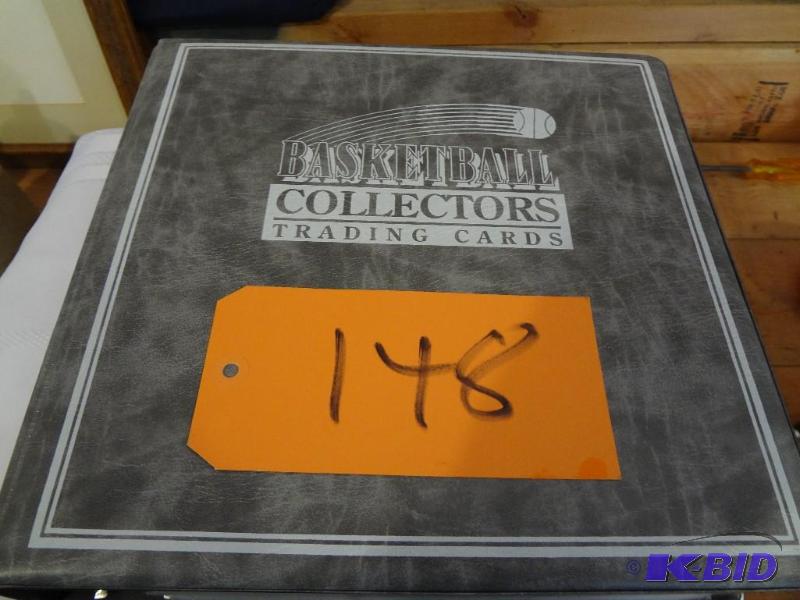 BASKETBALL
COLLECTORS
TRADING CARDS
148
© K-BID